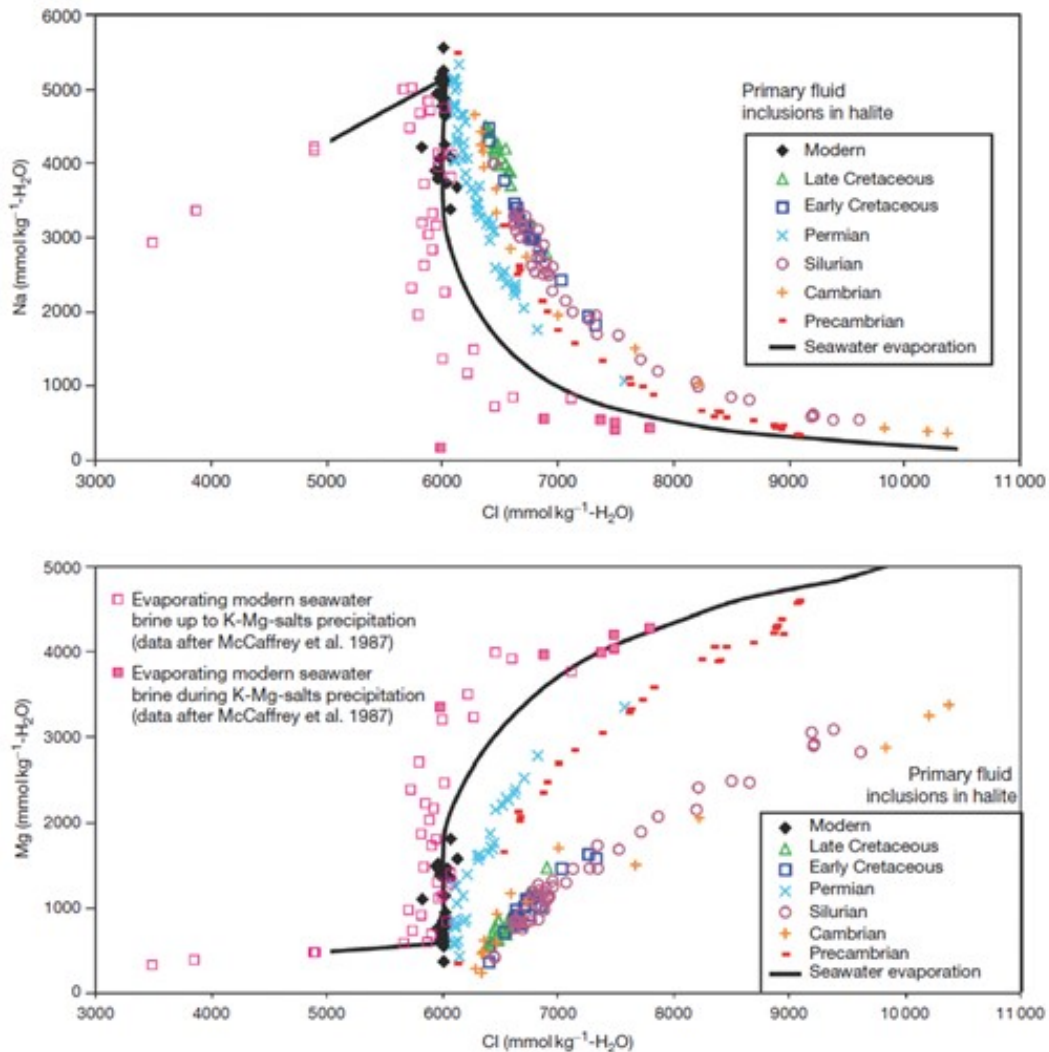 6000
5000
4000
3000
2000
1000
0
Na (mmol kg⁻¹-H₂O)
Primary fluid
inclusions in halite
Modern
Late Cretaceous
Early Cretaceous
Permian
Silurian
Cambrian
Precambrian
Seawater evaporation
3000 4000 5000 6000 7000 8000 9000 10 000 11 000
Cl (mmol kg⁻¹-H₂O)
5000
4000
3000
2000
1000
0
Mg (mmol kg⁻¹-H₂O)
Evaporating modern seawater
brine up to K-Mg-salts precipitation
(data after McCaffrey et al. 1987)
Evaporating modern seawater
brine during K-Mg-salts precipitation
(data after McCaffrey et al. 1987)
Primary fluid
inclusions in halite
Modern
Late Cretaceous
Early Cretaceous
Permian
Silurian
Cambrian
Precambrian
Seawater evaporation
3000 4000 5000 6000 7000 8000 9000 10 000 11 000
Cl (mmol kg⁻¹-H₂O)